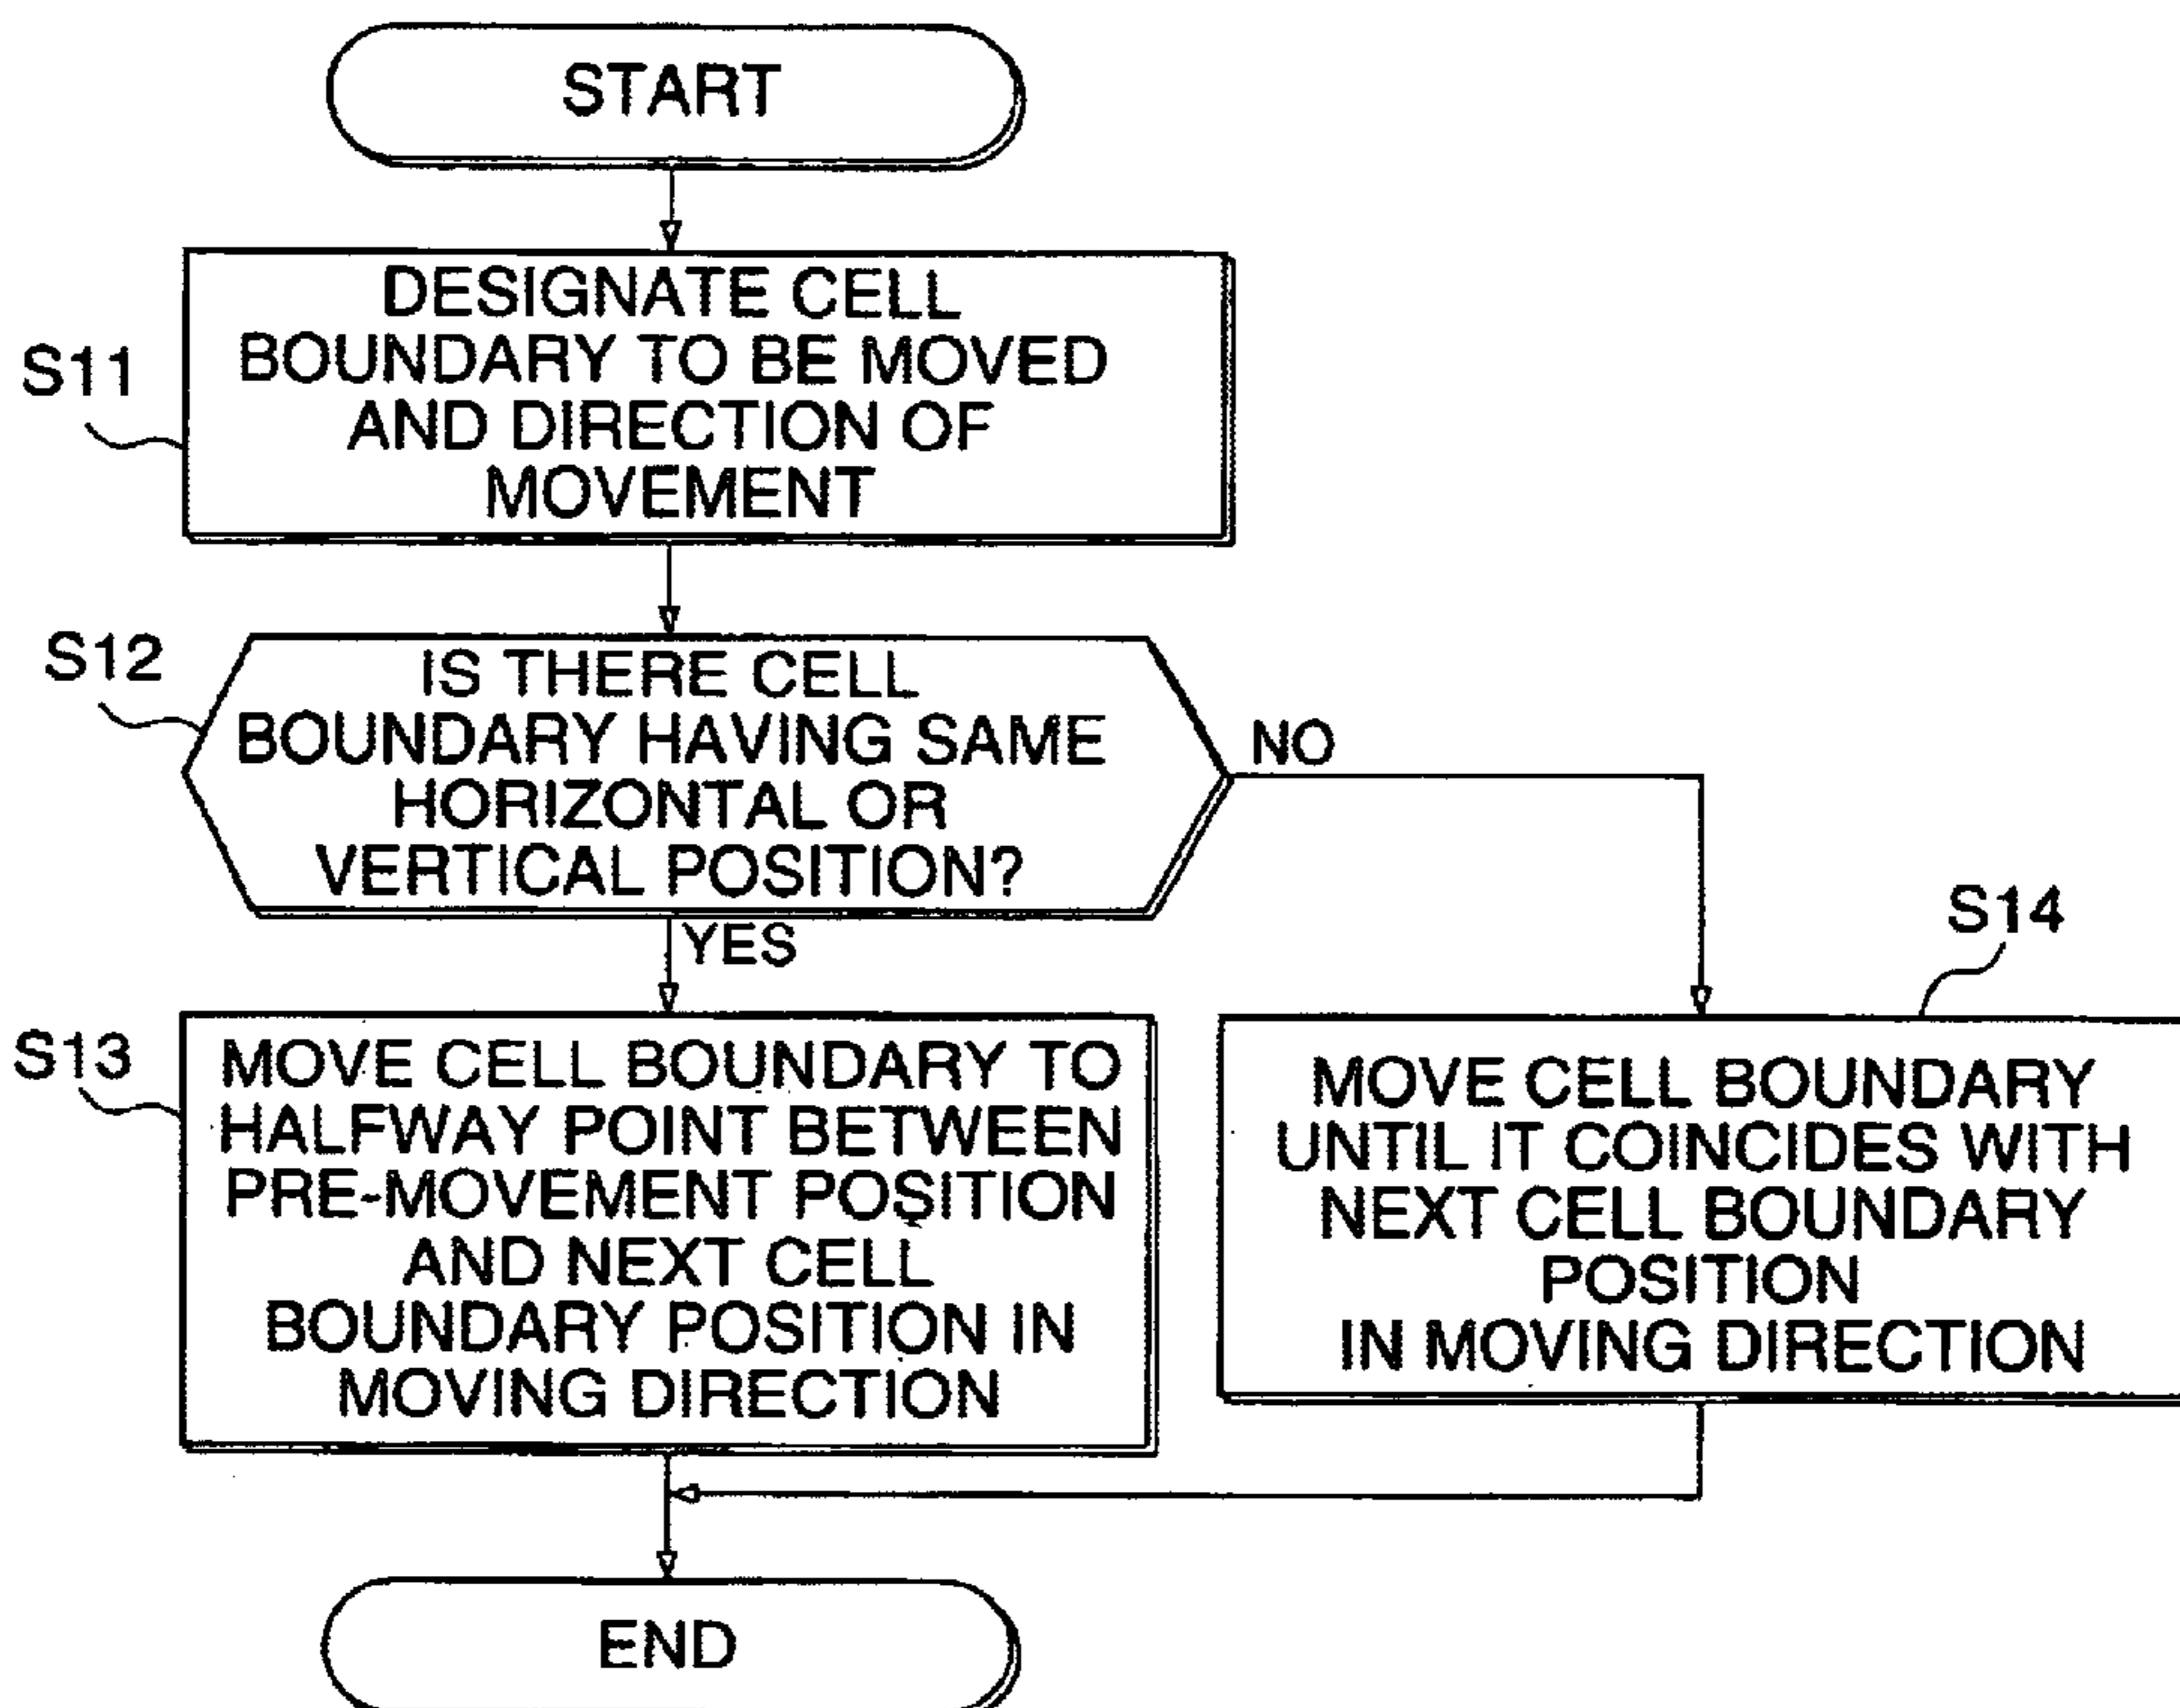 START
DESIGNATE CELL
BOUNDARY TO BE MOVED
AND DIRECTION OF
MOVEMENT
S11
S12
IS THERE CELL
BOUNDARY HAVING SAME
HORIZONTAL OR
VERTICAL POSITION?
NO
YES
S13
MOVE CELL BOUNDARY TO
HALFWAY POINT BETWEEN
PRE-MOVEMENT POSITION
AND NEXT CELL
BOUNDARY POSITION IN
MOVING DIRECTION
S14
MOVE CELL BOUNDARY
UNTIL IT COINCIDES WITH
NEXT CELL BOUNDARY
POSITION
IN MOVING DIRECTION
END